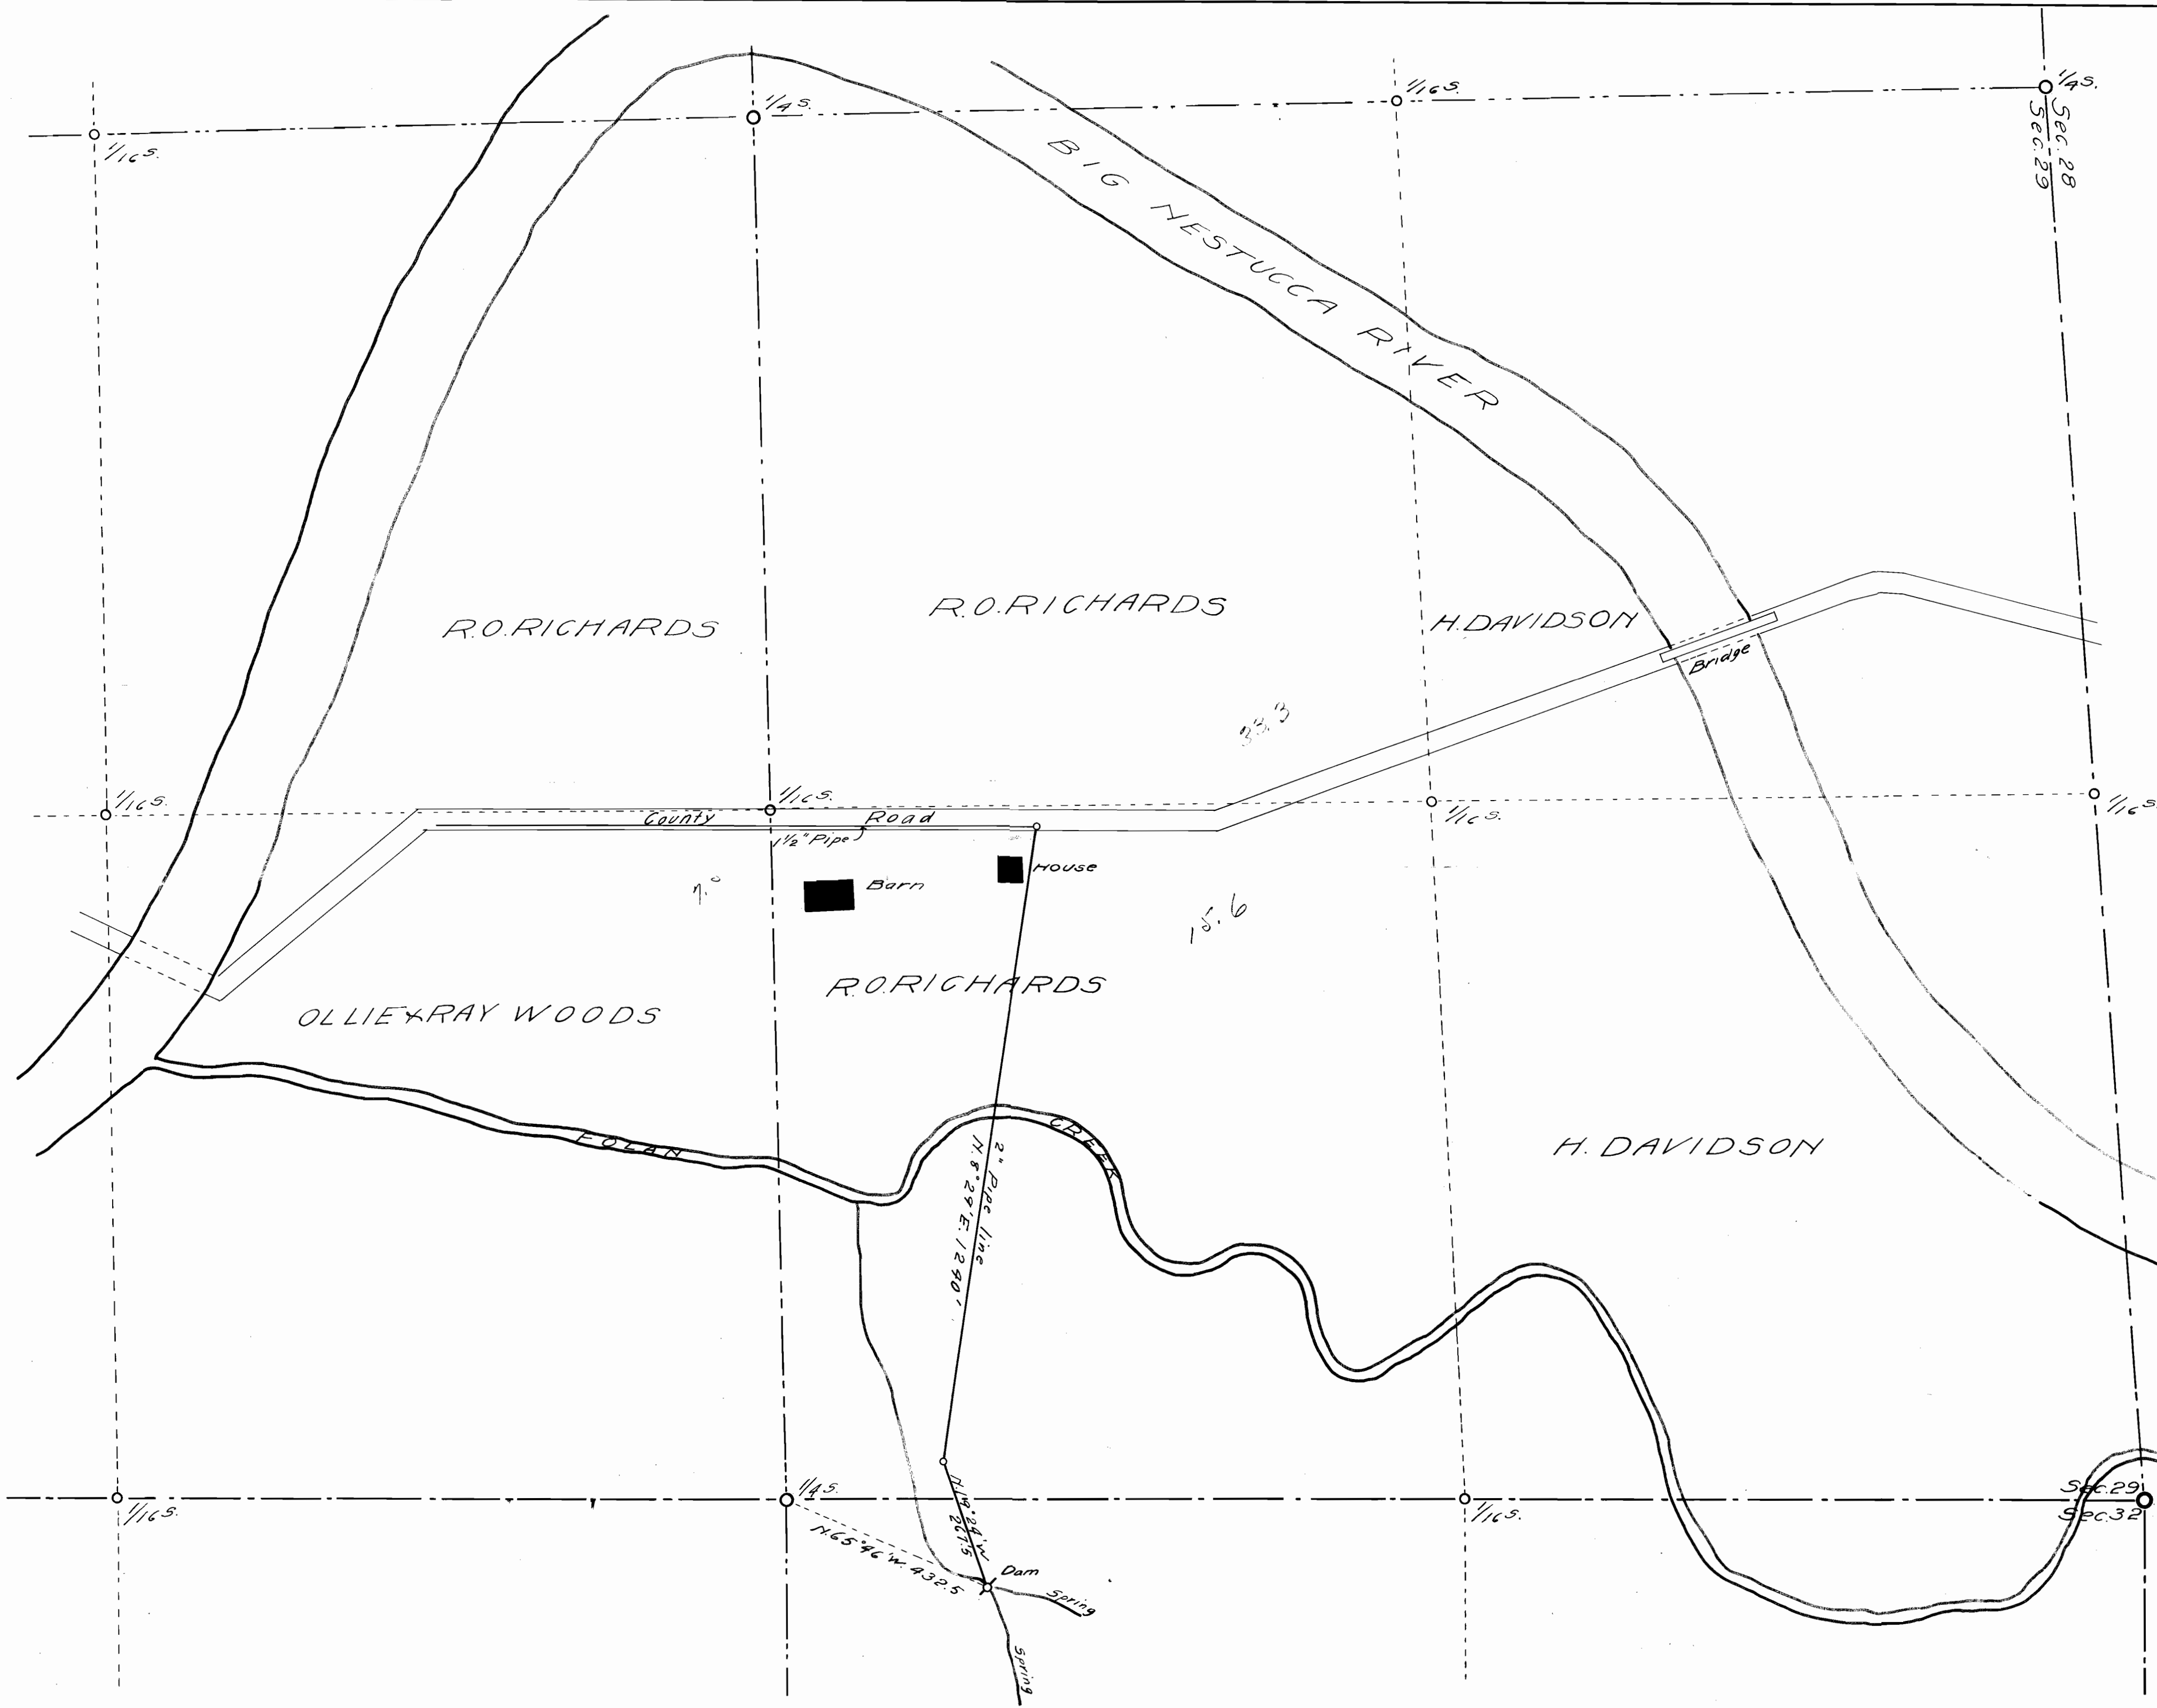 1/4 S.
1/16 S.
1/4 S.
1/16 S.
Sec. 28
Sec. 29
BIG NESTUCCA RIVER
R.O. RICHARDS
R.O. RICHARDS
H. DAVIDSON
Bridge
33.3
1/16 S.
1/16 S.
1/16 S.
1/16 S.
County Road
1 1/2" Pipe
House
Barn
7.0
15.6
R.O. RICHARDS
OLLIE & RAY WOODS
FOLAN CREEK
2" Pipe line
N. 8° 29' E. 1290'
H. DAVIDSON
1/16 S.
1/4 S.
1/16 S.
Sec. 29
Sec. 32
N. 19° 24' W
267.5
N. 65° 46' W. 432.5
Dam
Spring
Spring